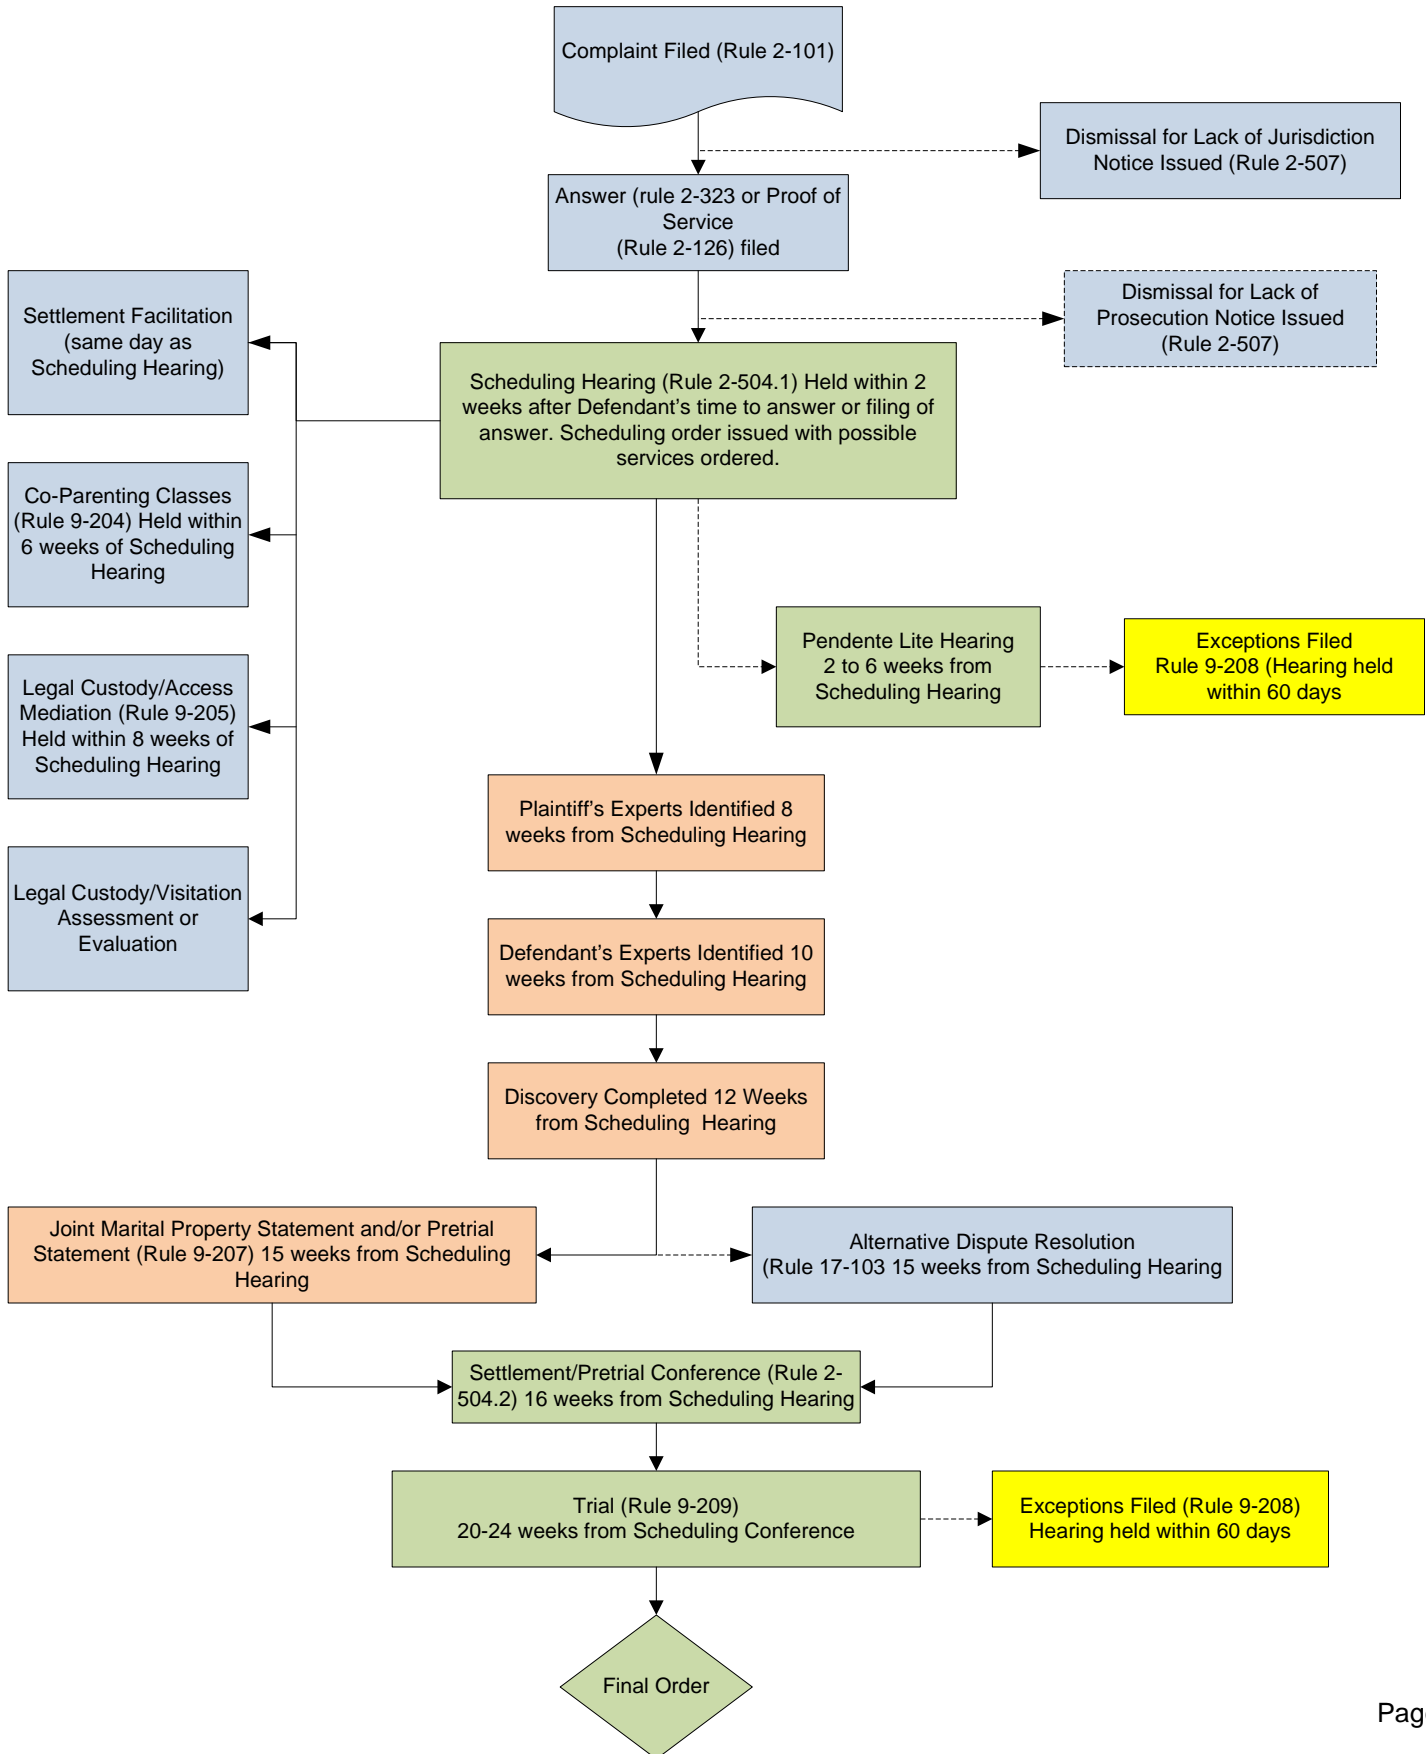 Complaint Filed (Rule 2-101)
Dismissal for Lack of Jurisdiction
Notice Issued (Rule 2-507)
Answer (rule 2-323 or Proof of
Service
(Rule 2-126) filed
Dismissal for Lack of
Prosecution Notice Issued
(Rule 2-507)
Settlement Facilitation
(same day as
Scheduling Hearing)
Scheduling Hearing (Rule 2-504.1) Held within 2
weeks after Defendant’s time to answer or filing of
answer. Scheduling order issued with possible
services ordered.
Co-Parenting Classes
(Rule 9-204) Held within
6 weeks of Scheduling
Hearing
Pendente Lite Hearing
2 to 6 weeks from
Scheduling Hearing
Exceptions Filed
Rule 9-208 (Hearing held
within 60 days
Legal Custody/Access
Mediation (Rule 9-205)
Held within 8 weeks of
Scheduling Hearing
Plaintiff’s Experts Identified 8
weeks from Scheduling Hearing
Legal Custody/Visitation
Assessment or
Evaluation
Defendant’s Experts Identified 10
weeks from Scheduling Hearing
Discovery Completed 12 Weeks
from Scheduling Hearing
Joint Marital Property Statement and/or Pretrial
Statement (Rule 9-207) 15 weeks from Scheduling
Hearing
Alternative Dispute Resolution
(Rule 17-103 15 weeks from Scheduling Hearing
Settlement/Pretrial Conference (Rule 2-
504.2) 16 weeks from Scheduling Hearing
Trial (Rule 9-209)
20-24 weeks from Scheduling Conference
Exceptions Filed (Rule 9-208)
Hearing held within 60 days
Final Order